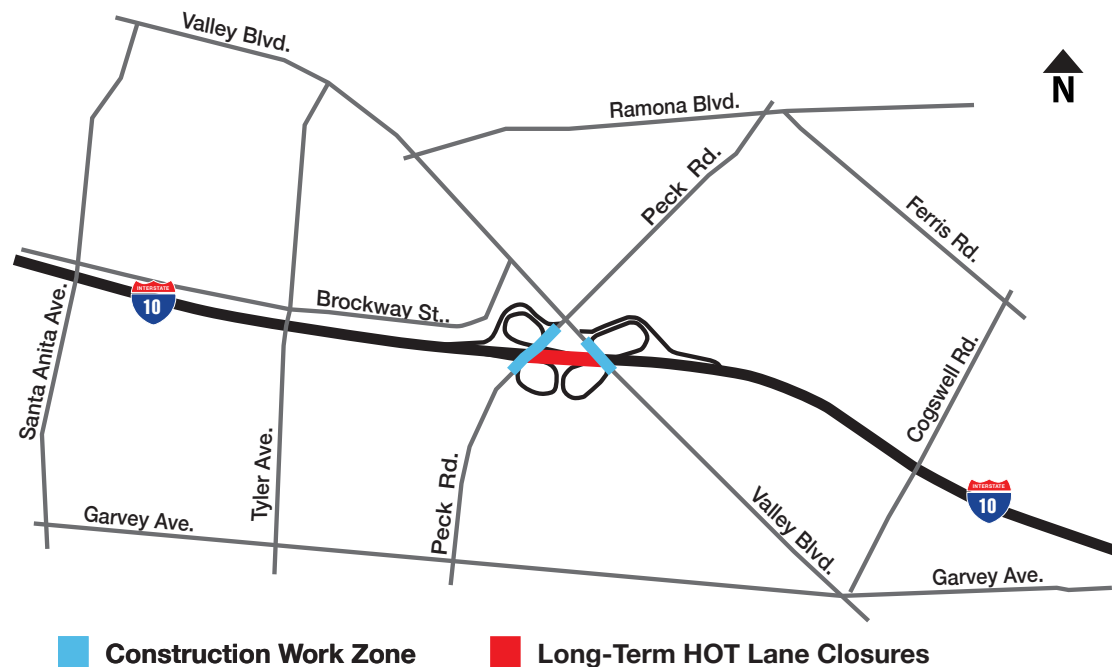 Valley Blvd.
N
Ramona Blvd.
Peck Rd.
Ferris Rd.
INTERSTATE
10
Brockway St..
Santa Anita Ave.
Cogswell Rd.
Tyler Ave.
Peck Rd.
INTERSTATE
10
Garvey Ave.
Valley Blvd.
Garvey Ave.
Construction Work Zone
Long-Term HOT Lane Closures